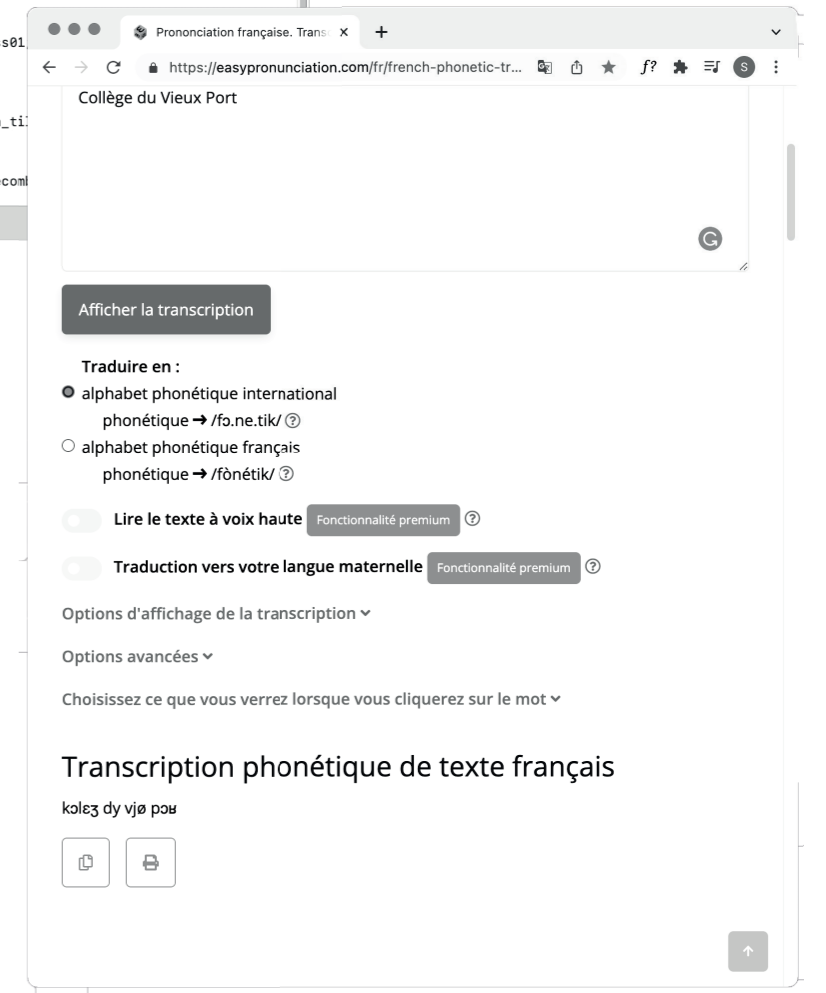 Prononciation française. Trans
https://easypronunciation.com/fr/french-phonetic-tr...
f?
S
Collège du Vieux Port
Afficher la transcription
Traduire en :
alphabet phonétique international
phonétique ➜ /fɔ.ne.tik/
alphabet phonétique français
phonétique ➜ /fònétik/
Lire le texte à voix haute Fonctionnalité premium
Traduction vers votre langue maternelle Fonctionnalité premium
Options d'affichage de la transcription
Options avancées
Choisissez ce que vous verrez lorsque vous cliquerez sur le mot
Transcription phonétique de texte français
kɔlɛʒ dy vjø pɔʁ